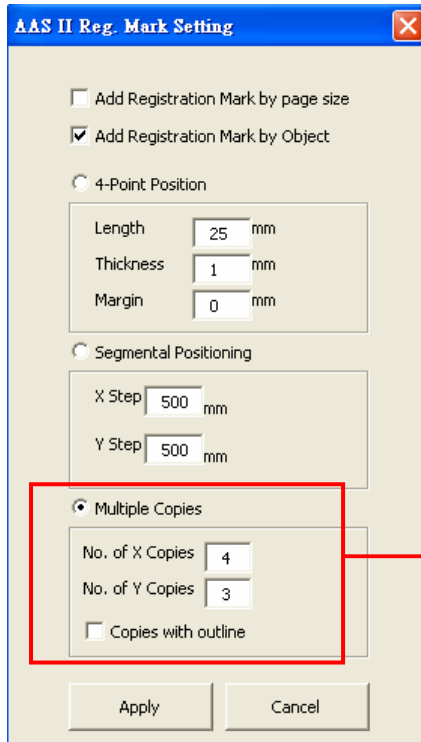 AAS II Reg. Mark Setting
Add Registration Mark by page size
Add Registration Mark by Object
4-Point Position
Length 25 mm
Thickness 1 mm
Margin 0 mm
Segmental Positioning
X Step 500 mm
Y Step 500 mm
Multiple Copies
No. of X Copies 4
No. of Y Copies 3
Copies with outline
Apply Cancel